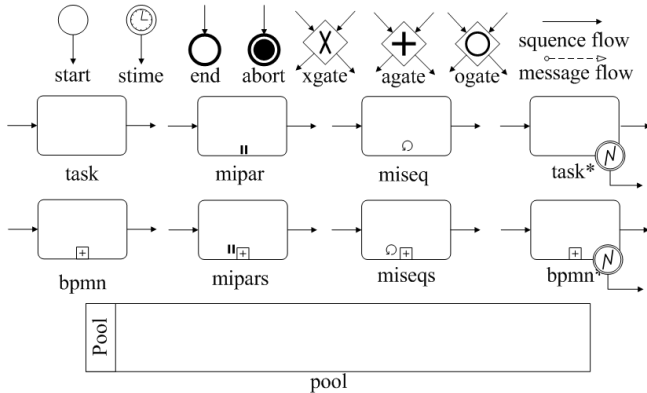 start stime end abort xgate agate ogate squence flow
message flow
task mipar miseq task*
bpmn mipars miseqs bpmn*
Pool
pool